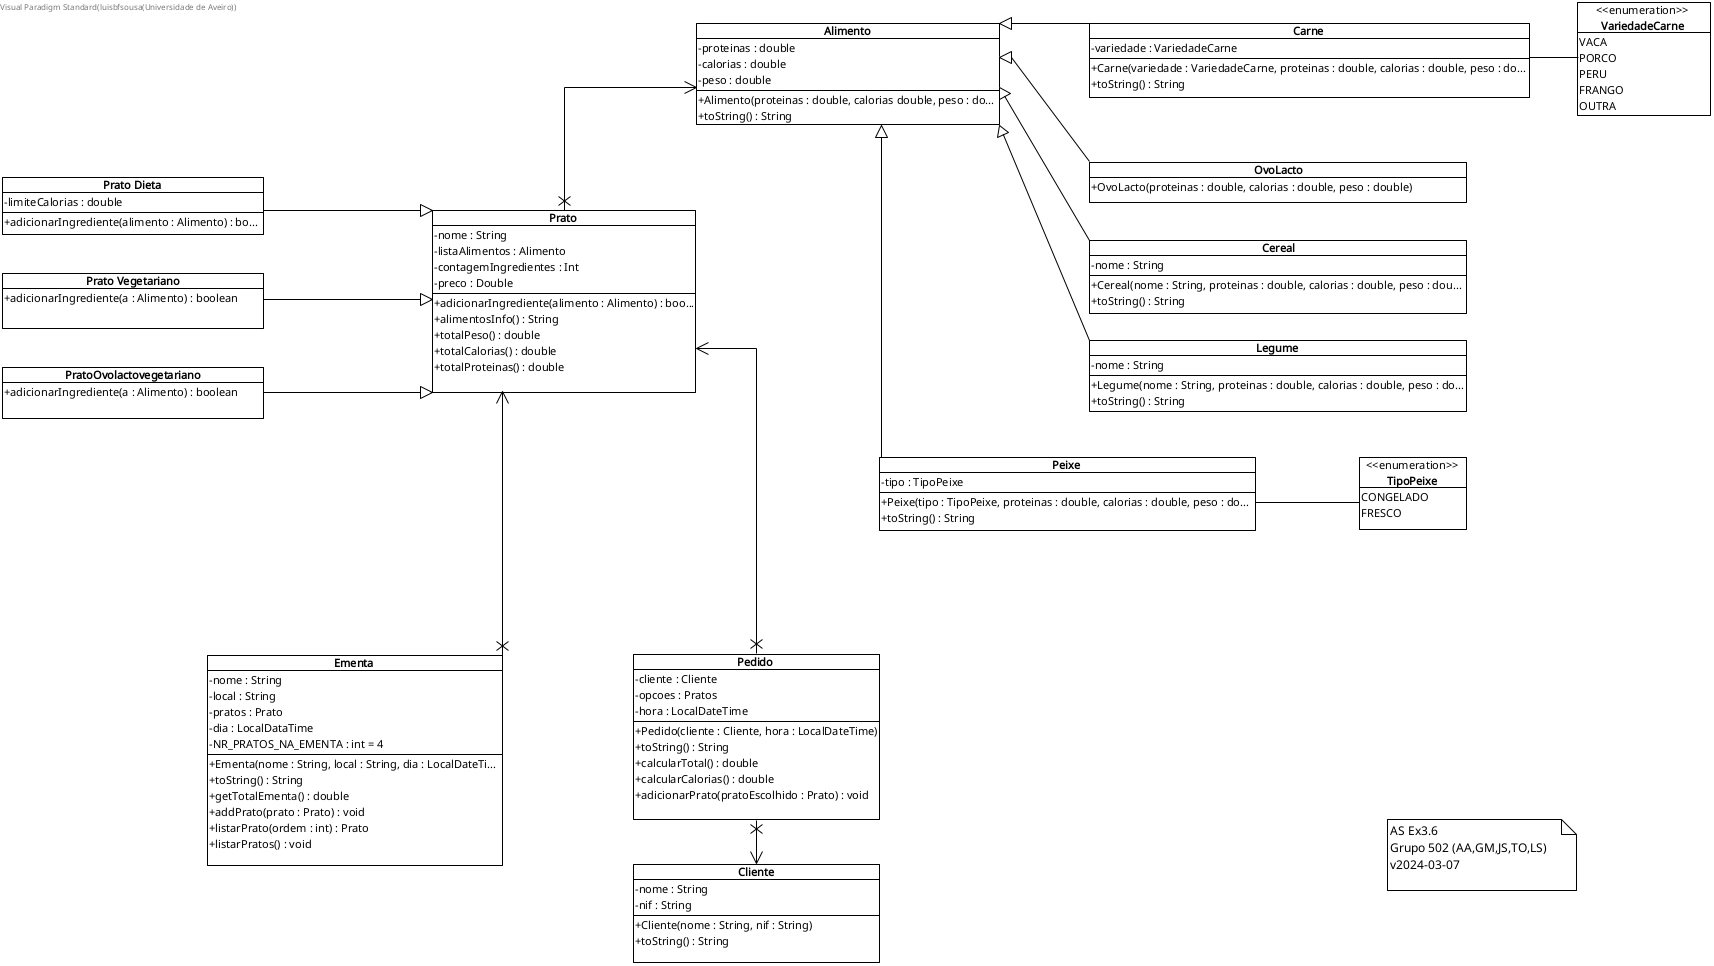 Visual Paradigm Standard(luisbfsousa(Universidade de Aveiro))
Alimento
-proteinas : double
-calorias : double
-peso : double
+Alimento(proteinas : double, calorias double, peso : do...
+toString() : String
Carne
-variedade : VariedadeCarne
+Carne(variedade : VariedadeCarne, proteinas : double, calorias : double, peso : do...
+toString() : String
<<enumeration>>
VariedadeCarne
VACA
PORCO
PERU
FRANGO
OUTRA
OvoLacto
+OvoLacto(proteinas : double, calorias : double, peso : double)
Prato Dieta
-limiteCalorias : double
+adicionarIngrediente(alimento : Alimento) : bo...
Prato
-nome : String
-listaAlimentos : Alimento
-contagemIngredientes : Int
-preco : Double
+adicionarIngrediente(alimento : Alimento) : boo...
+alimentosInfo() : String
+totalPeso() : double
+totalCalorias() : double
+totalProteinas() : double
Cereal
-nome : String
+Cereal(nome : String, proteinas : double, calorias : double, peso : dou...
+toString() : String
Prato Vegetariano
+adicionarIngrediente(a : Alimento) : boolean
Legume
-nome : String
+Legume(nome : String, proteinas : double, calorias : double, peso : do...
+toString() : String
PratoOvolactovegetariano
+adicionarIngrediente(a : Alimento) : boolean
Peixe
-tipo : TipoPeixe
+Peixe(tipo : TipoPeixe, proteinas : double, calorias : double, peso : do...
+toString() : String
<<enumeration>>
TipoPeixe
CONGELADO
FRESCO
Ementa
-nome : String
-local : String
-pratos : Prato
-dia : LocalDataTime
-NR_PRATOS_NA_EMENTA : int = 4
+Ementa(nome : String, local : String, dia : LocalDateTi...
+toString() : String
+getTotalEmenta() : double
+addPrato(prato : Prato) : void
+listarPrato(ordem : int) : Prato
+listarPratos() : void
Pedido
-cliente : Cliente
-opcoes : Pratos
-hora : LocalDateTime
+Pedido(cliente : Cliente, hora : LocalDateTime)
+toString() : String
+calcularTotal() : double
+calcularCalorias() : double
+adicionarPrato(pratoEscolhido : Prato) : void
Cliente
-nome : String
-nif : String
+Cliente(nome : String, nif : String)
+toString() : String
AS Ex3.6
Grupo 502 (AA,GM,JS,TO,LS)
v2024-03-07